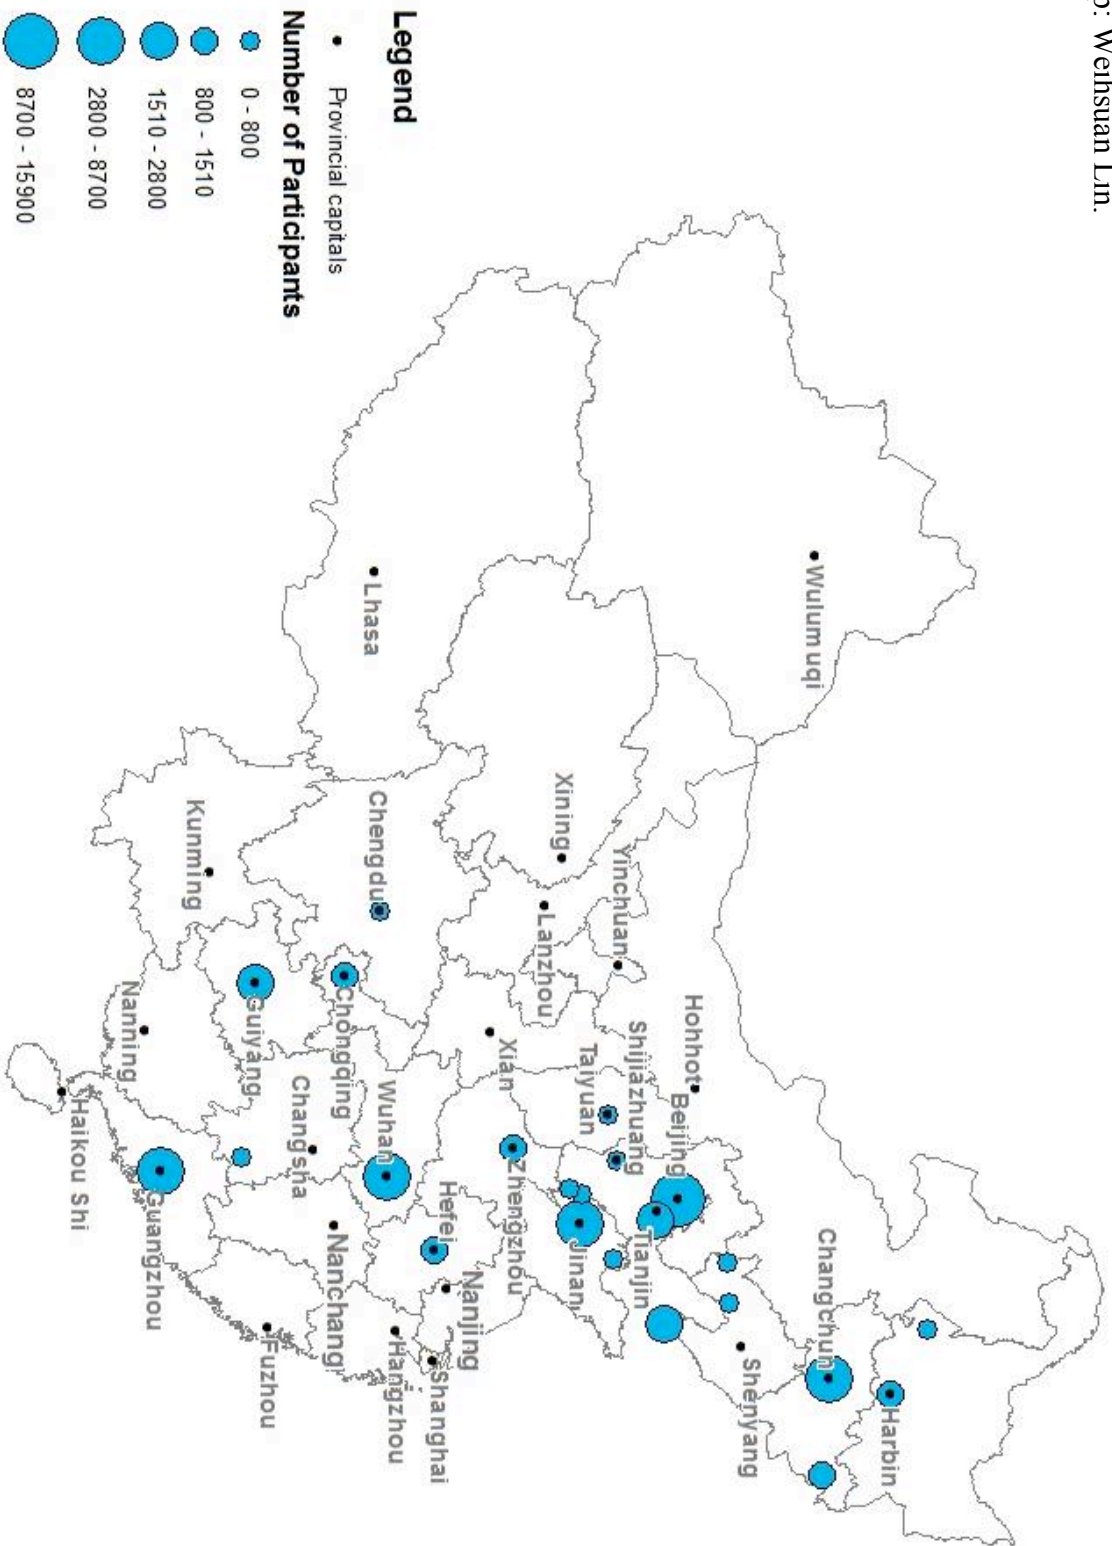 p: Weihsuan Lin.
Wulumuqi
Lhasa
Xining
Yinchuan
Lanzhou
Hohhot
Chengdu
Kunming
Nanning
Guiyang
Chongqing
Xian
Taiyuan
Shijiazhuang
Beijing
Tianjin
Changchun
Harbin
Shenyang
Jinan
Zhengzhou
Wuhan
Changsha
Hefei
Nanjing
Shanghai
Hangzhou
Nanchang
Fuzhou
Guangzhou
Haikou Shi
Legend
Provincial capitals
Number of Participants
0 - 800
800 - 1510
1510 - 2800
2800 - 8700
8700 - 15900